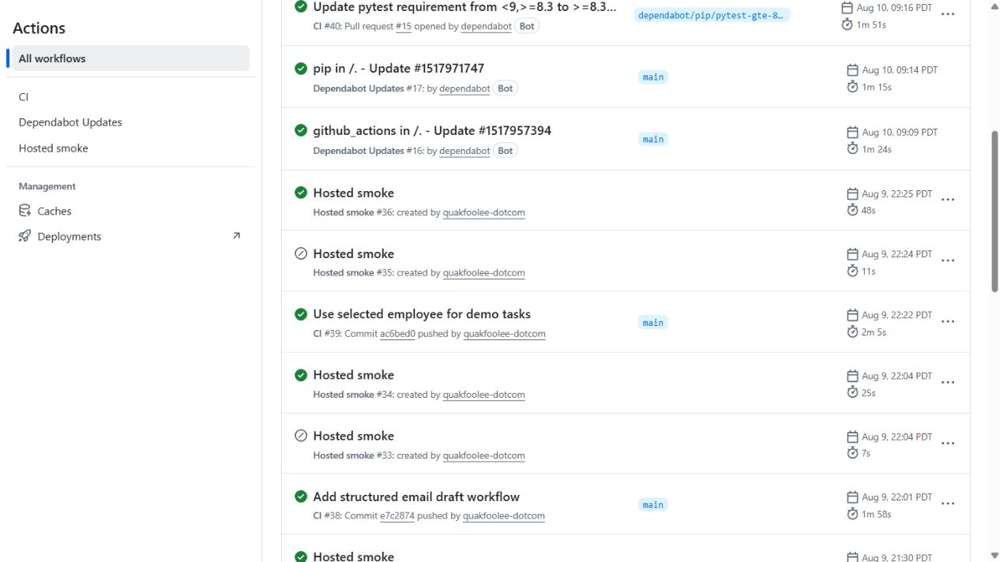 Actions
All workflows
CI
Dependabot Updates
Hosted smoke
Management
Caches
Deployments
Update pytest requirement from <9,>=8.3 to >=8.3...
CI #40: Pull request #15 opened by dependabot Bot
dependabot/pip/pytest-gte-8…
Aug 10, 09:16 PDT
1m 51s
pip in /. - Update #1517971747
Dependabot Updates #17: by dependabot Bot
main
Aug 10, 09:14 PDT
1m 15s
github_actions in /. - Update #1517957394
Dependabot Updates #16: by dependabot Bot
main
Aug 10, 09:09 PDT
1m 24s
Hosted smoke
Hosted smoke #36: created by quakfoolee-dotcom
Aug 9, 22:25 PDT
48s
Hosted smoke
Hosted smoke #35: created by quakfoolee-dotcom
Aug 9, 22:24 PDT
11s
Use selected employee for demo tasks
CI #39: Commit ac6bed0 pushed by quakfoolee-dotcom
main
Aug 9, 22:22 PDT
2m 5s
Hosted smoke
Hosted smoke #34: created by quakfoolee-dotcom
Aug 9, 22:04 PDT
25s
Hosted smoke
Hosted smoke #33: created by quakfoolee-dotcom
Aug 9, 22:04 PDT
7s
Add structured email draft workflow
CI #38: Commit e7c2874 pushed by quakfoolee-dotcom
main
Aug 9, 22:01 PDT
1m 58s
Hosted smoke
Aug 9, 21:30 PDT